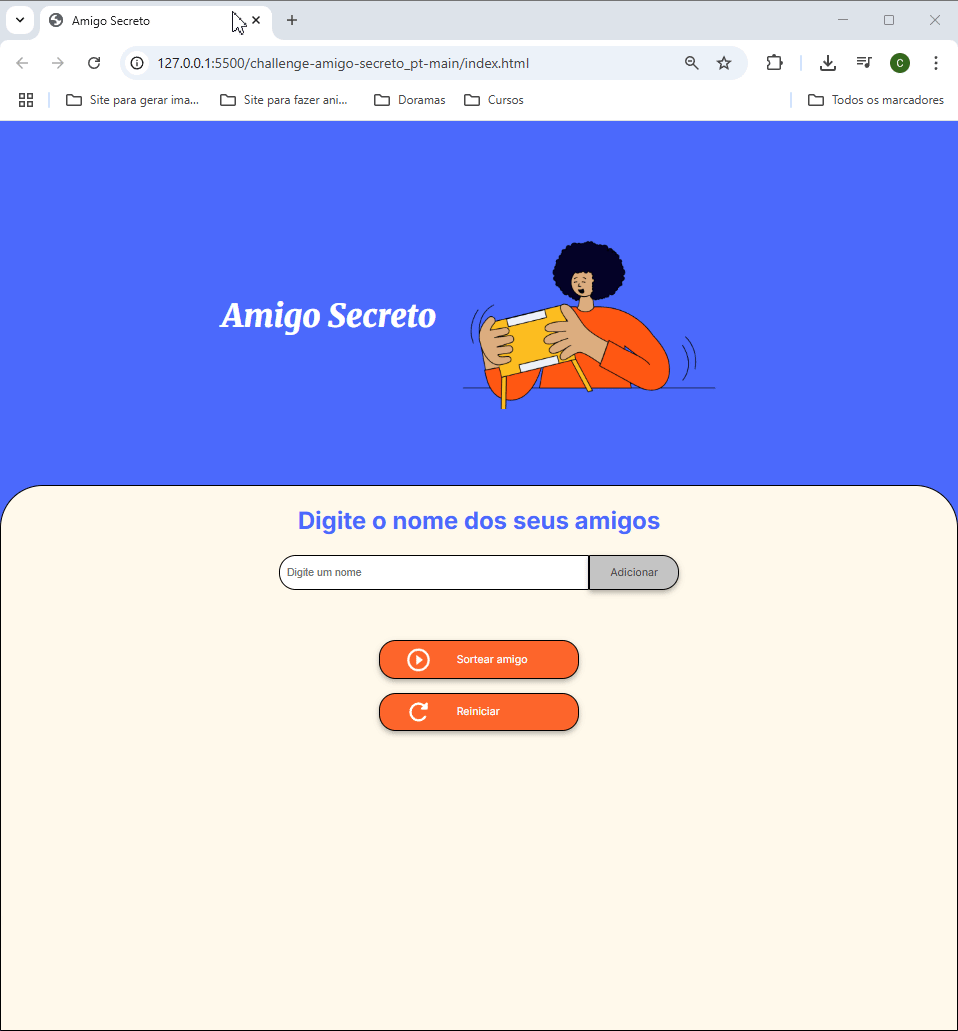 Amigo Secreto
127.0.0.1:5500/challenge-amigo-secreto_pt-main/index.html
C
Site para gerar ima...
Site para fazer ani...
Doramas
Cursos
Todos os marcadores
Amigo Secreto
Digite o nome dos seus amigos
Digite um nome
Adicionar
Sortear amigo
Reiniciar